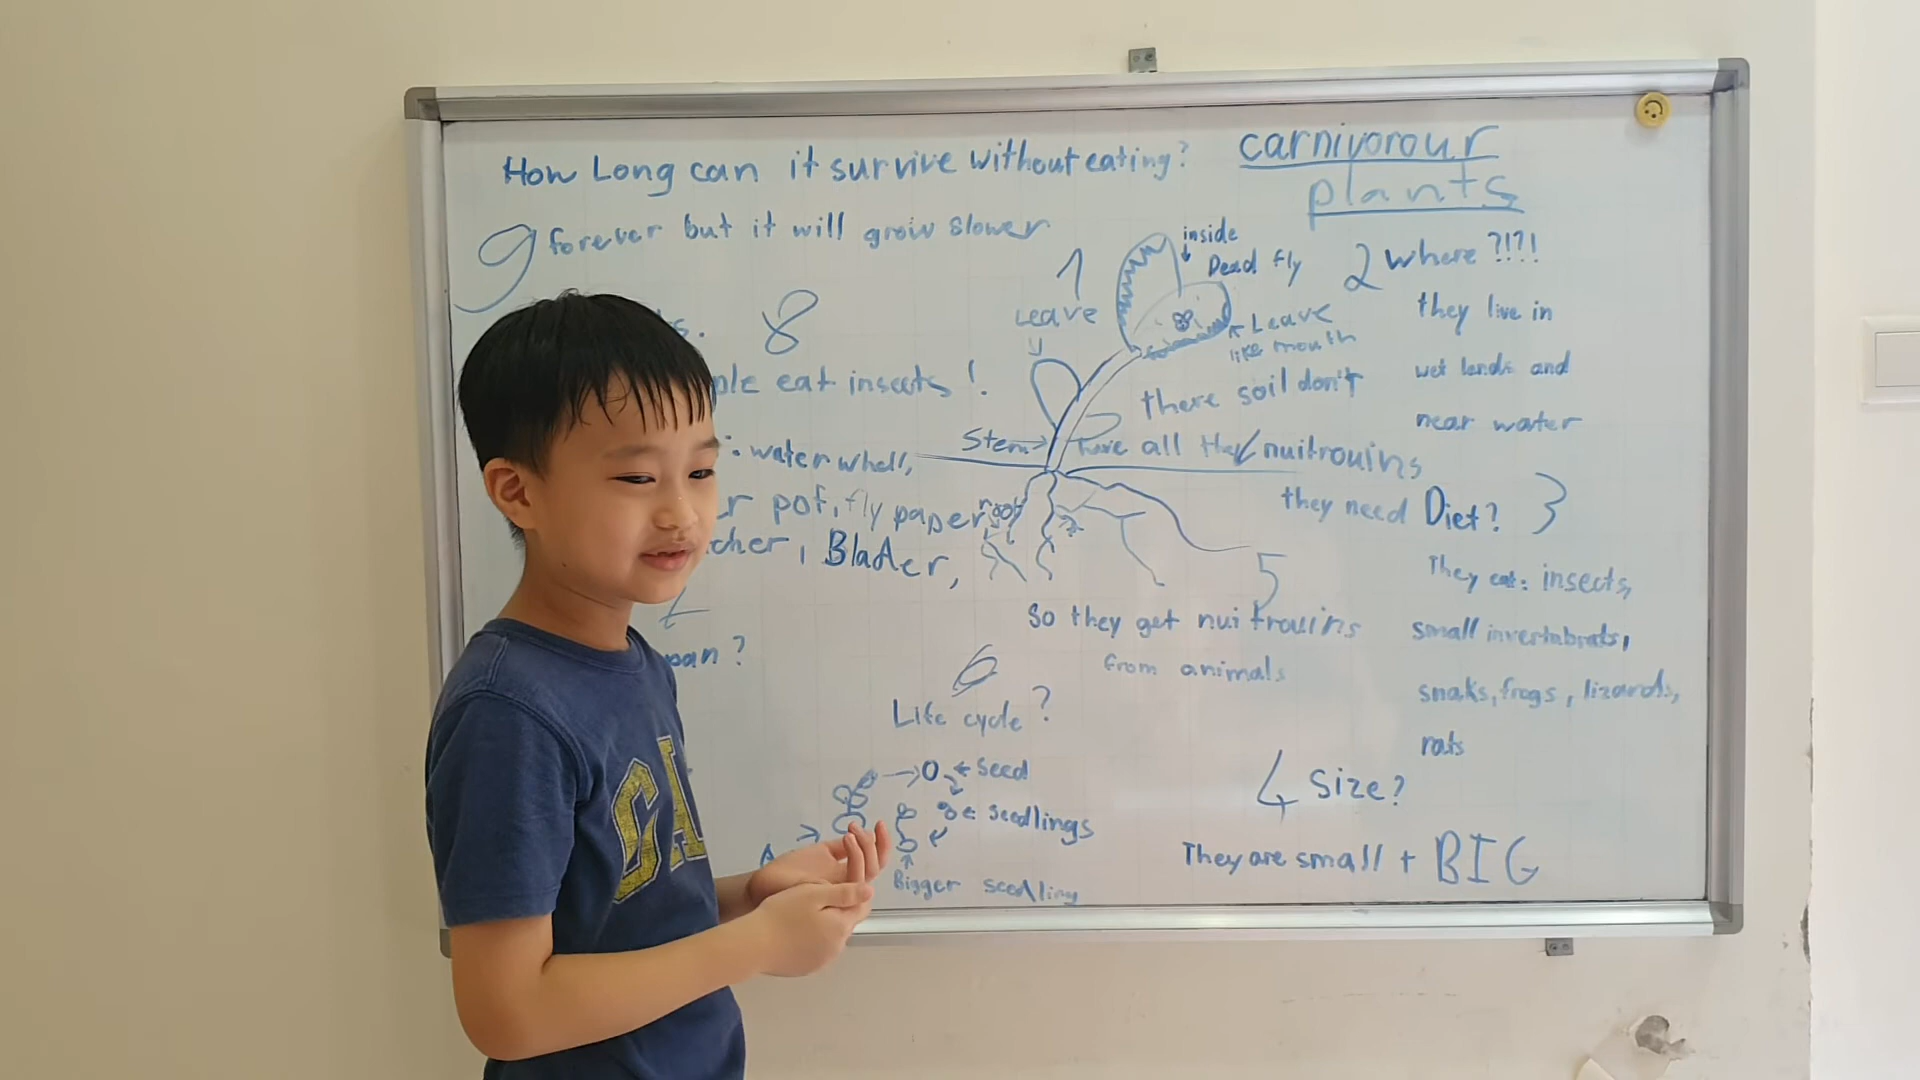 How Long can it survive without eating?
carnivorour
plants
9 forever but it will grow slower
1
inside
Dead fly
Leave
Leave
like mouth
2 where ?!?!
they live in
wet lands and
near water
8
s.
ple eat insects!
: water whell,
r pot, fly paper
cher, Blader,
Stem
root
there soil don't
have all the nuitrouins
they need
5
So they get nuitrouins
from animals
Diet? 3
They eat: insects,
small invertabrats,
snaks, frogs, lizards,
rats
4 Size?
They are small + BIG
6
Life cycle?
Seed
Seedlings
Bigger seedling
pan?
GA